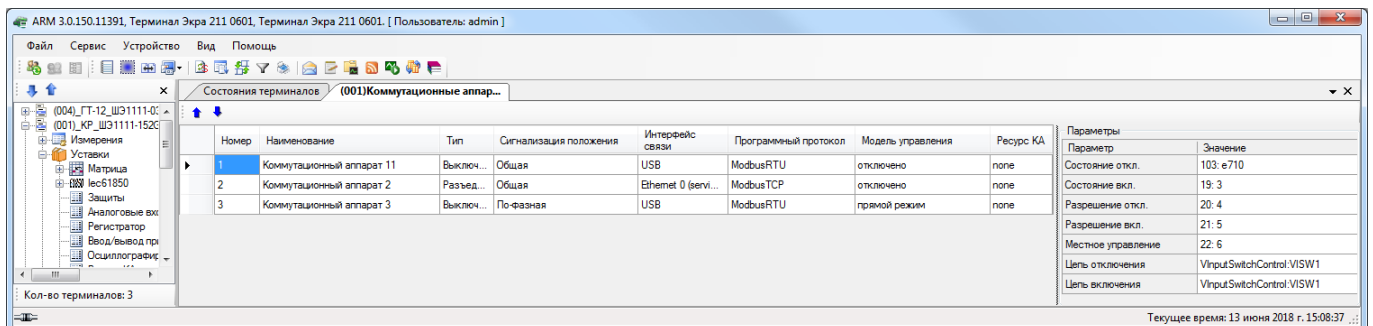 ARM 3.0.150.11391, Терминал Экра 211 0601, Терминал Экра 211 0601. [ Пользователь: admin ]
Файл Сервис Устройство Вид Помощь
Состояния терминалов (001)Коммутационные аппар...
(004)_ГТ-12_ШЭ1111-03
(001)_КР_ШЭ1111-152G
Измерения
Уставки
Матрица
Iec61850
Защиты
Аналоговые вхо
Регистратор
Ввод/вывод при
Осциллографир
Кол-во терминалов: 3
Номер Наименование Тип Сигнализация положения Интерфейс связи Программный протокол Модель управления Ресурс КА
1 Коммутационный аппарат 11 Выключ... Общая USB ModbusRTU отключено none
2 Коммутационный аппарат 2 Разъед... Общая Ethernet 0 (servi... ModbusTCP отключено none
3 Коммутационный аппарат 3 Выключ... По-фазная USB ModbusRTU прямой режим none
Параметры
Параметр Значение
Состояние откл. 103: e710
Состояние вкл. 19: 3
Разрешение откл. 20: 4
Разрешение вкл. 21: 5
Местное управление 22: 6
Цепь отключения VInputSwitchControl:VISW1
Цепь включения VInputSwitchControl:VISW1
Текущее время: 13 июня 2018 г. 15:08:37